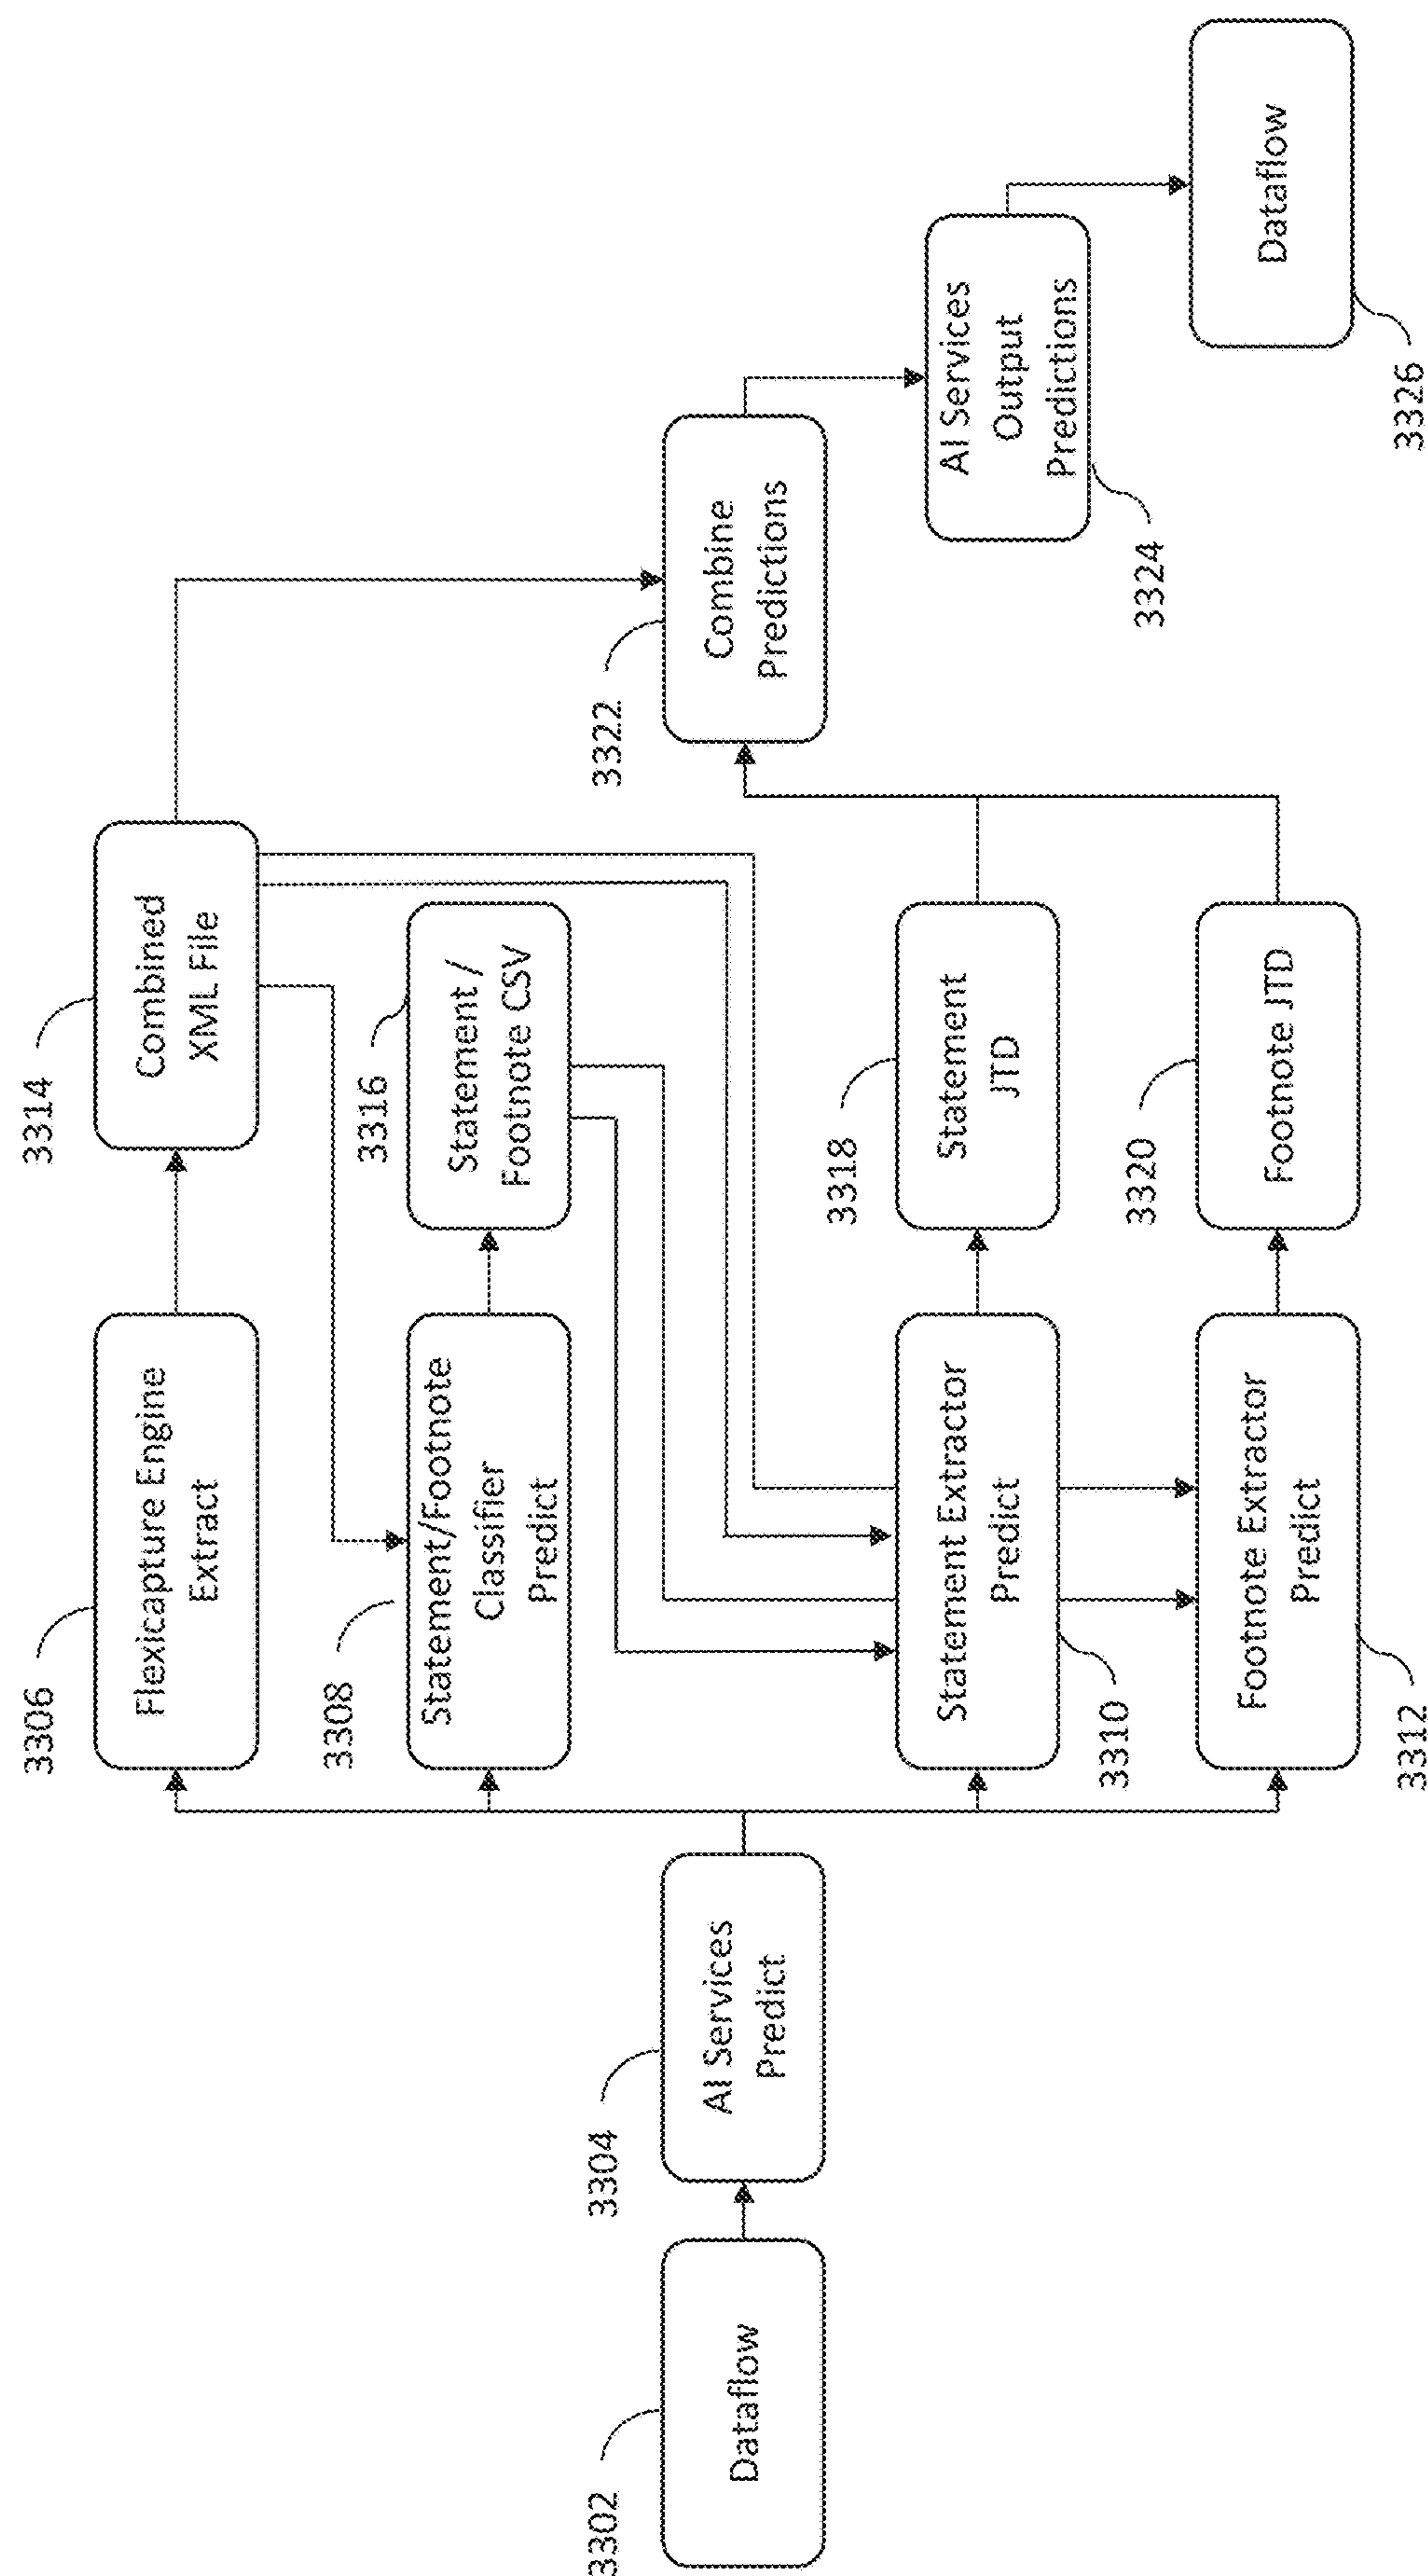 3302
Dataflow
3304
AI Services
Predict
3306
Flexicapture Engine
Extract
3308
Statement/Footnote
Classifier
Predict
3310
Statement Extractor
Predict
3312
Footnote Extractor
Predict
3314
Combined
XML File
3316
Statement /
Footnote CSV
3318
Statement
JTD
3320
Footnote JTD
3322
Combine
Predictions
3324
AI Services
Output
Predictions
3326
Dataflow